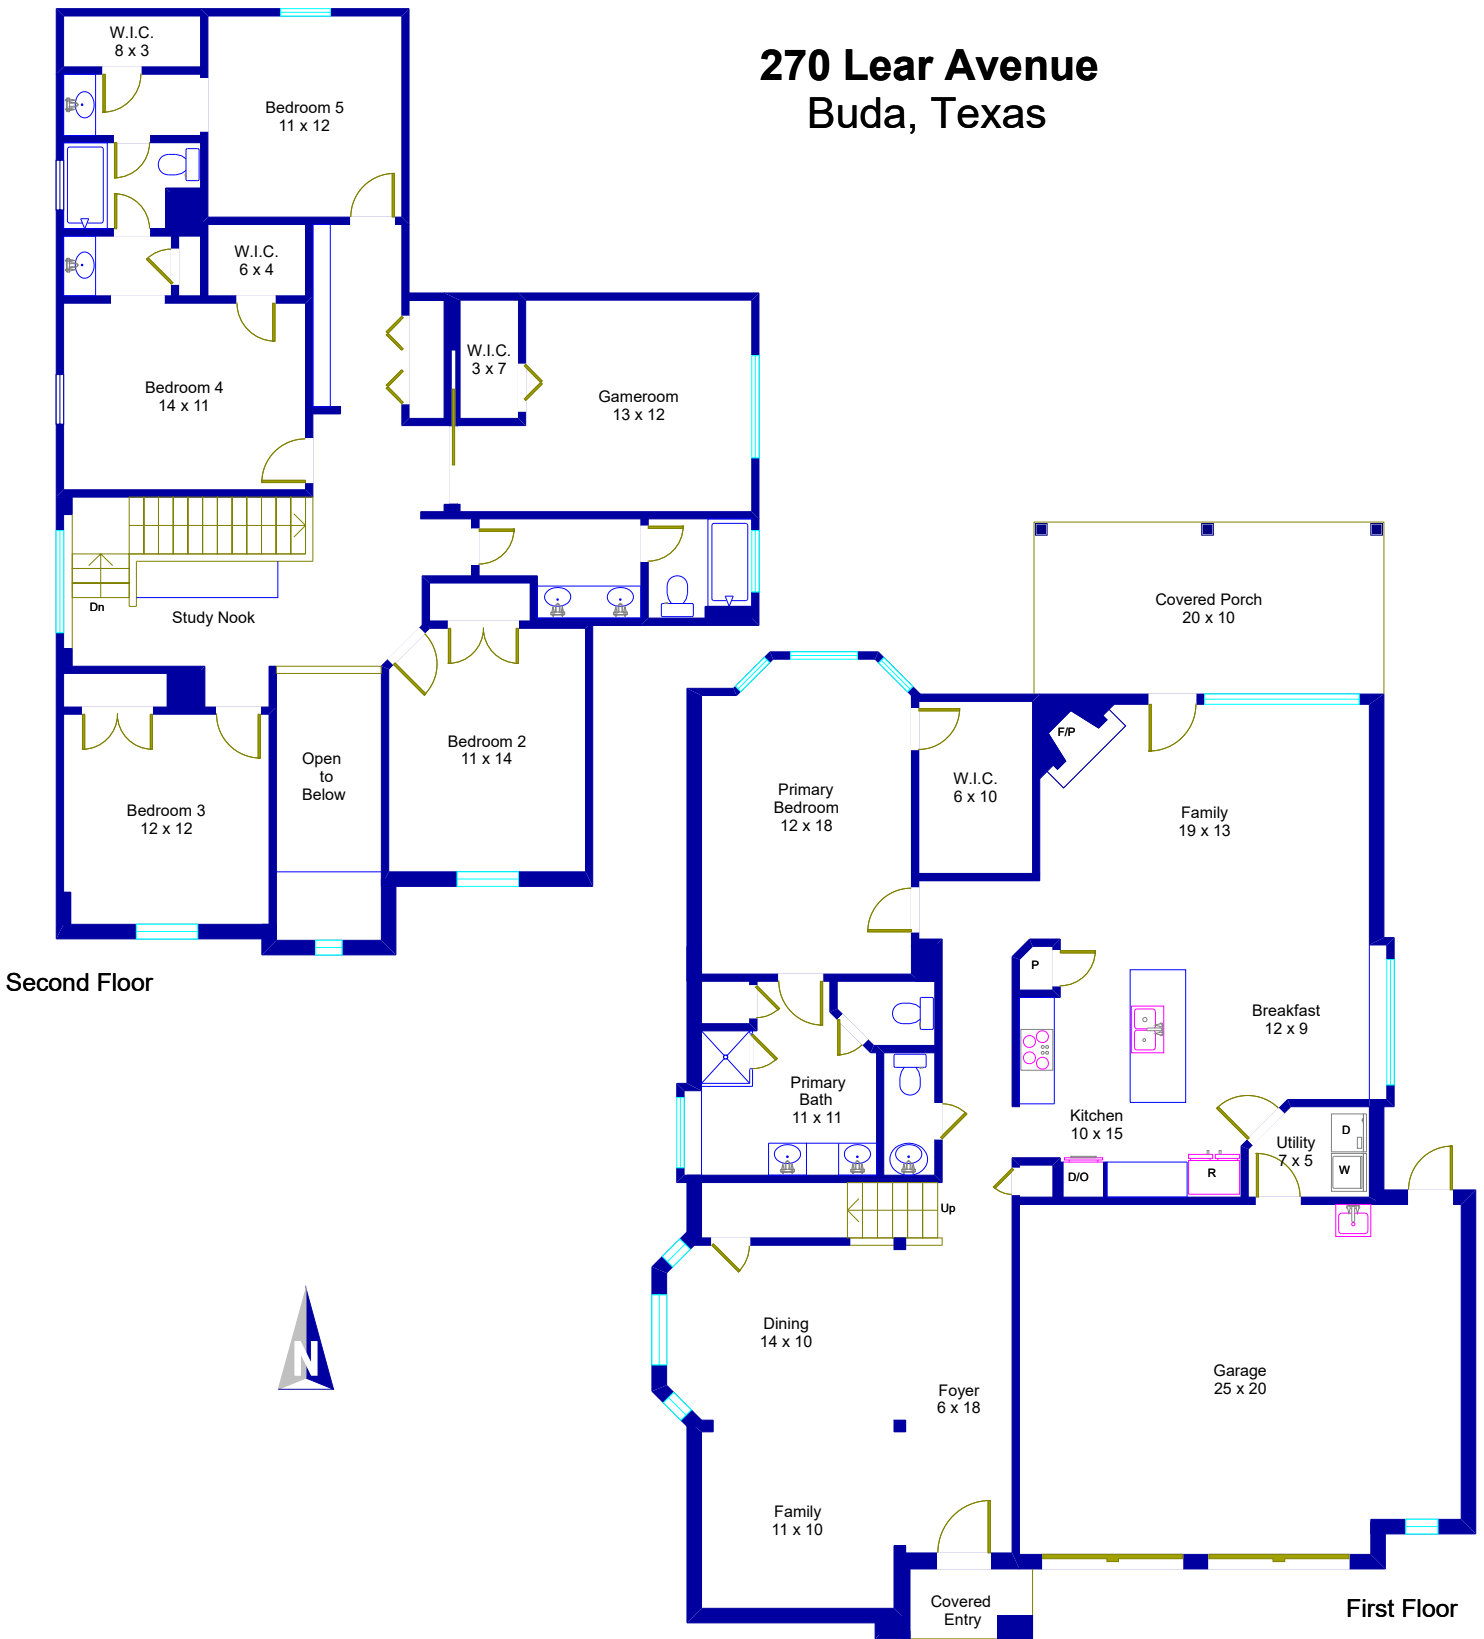 270 Lear Avenue
Buda, Texas
W.I.C.
8 x 3
Bedroom 5
11 x 12
W.I.C.
6 x 4
W.I.C.
3 x 7
Bedroom 4
14 x 11
Gameroom
13 x 12
Dn
Study Nook
Bedroom 2
11 x 14
Open
to
Below
Bedroom 3
12 x 12
Second Floor
Covered Porch
20 x 10
F/P
W.I.C.
6 x 10
Primary
Bedroom
12 x 18
Family
19 x 13
P
Breakfast
12 x 9
Primary
Bath
11 x 11
Kitchen
10 x 15
Utility
7 x 5
D
W
D/O
R
Up
Dining
14 x 10
Foyer
6 x 18
Garage
25 x 20
N
Family
11 x 10
Covered
Entry
First Floor